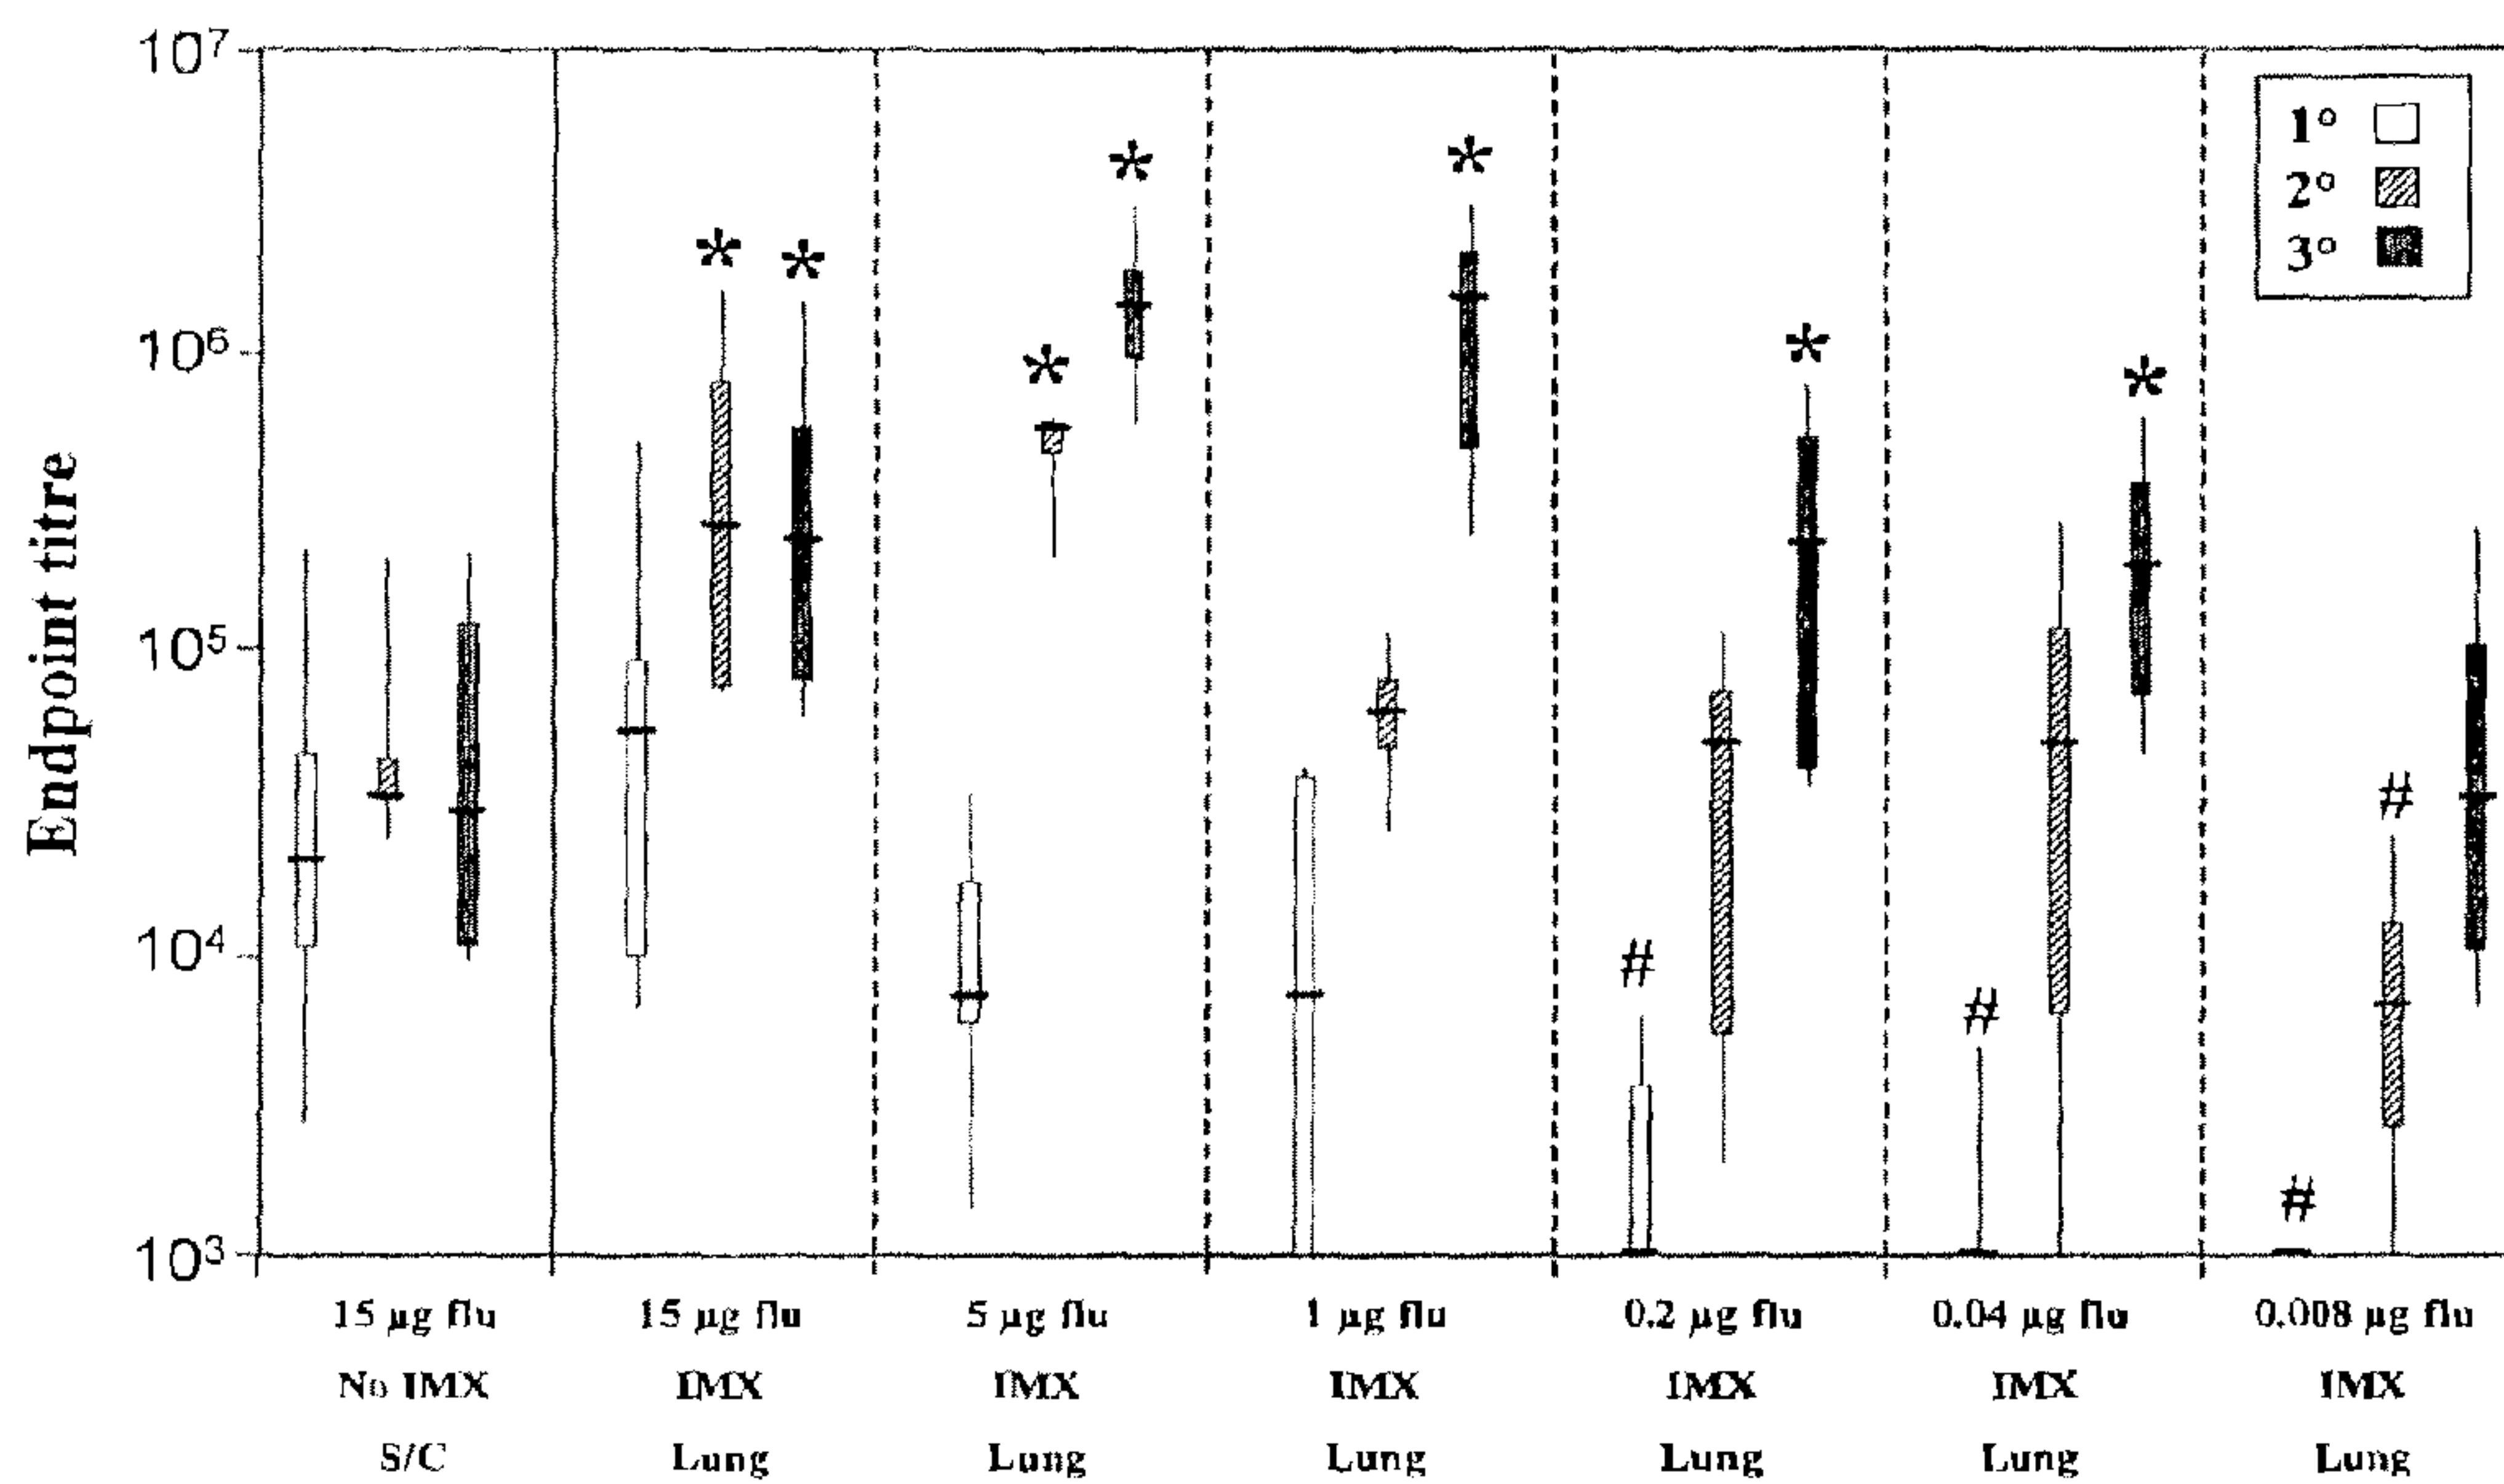 10⁷
10⁶
10⁵
10⁴
10³
Endpoint titre
* * * * * * *
# # # #
1°
2°
3°
15 µg flu 15 µg flu 5 µg flu 1 µg flu 0.2 µg flu 0.04 µg flu 0.008 µg flu
No IMX IMX IMX IMX IMX IMX IMX
S/C Lung Lung Lung Lung Lung Lung